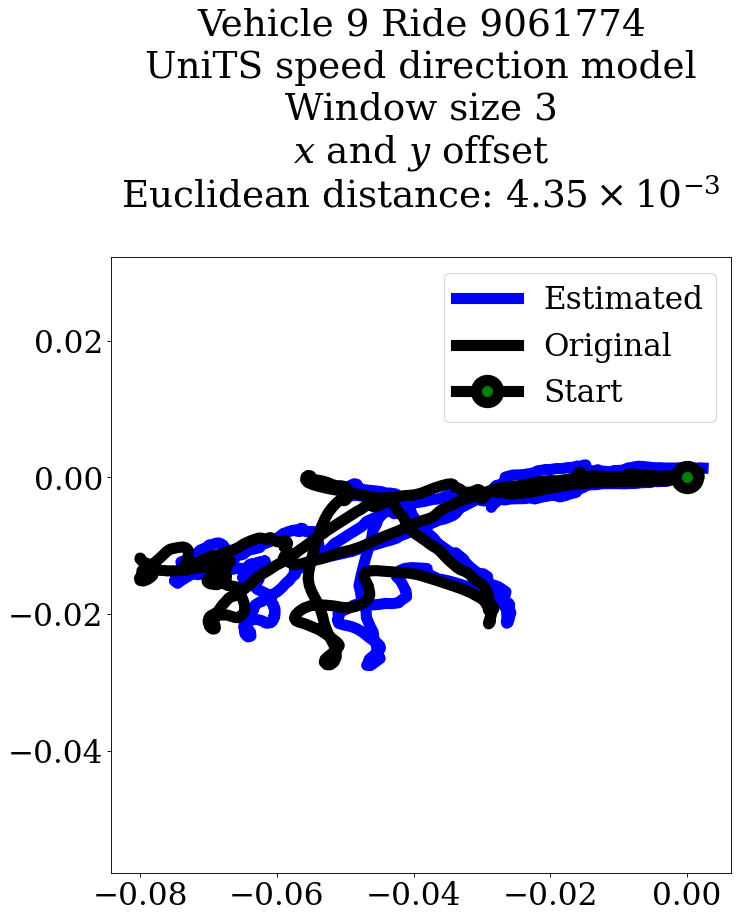 Vehicle 9 Ride 9061774
UniTS speed direction model
Window size 3
x and y offset
Euclidean distance: 4.35 × 10⁻³
Estimated
Original
Start
0.02
0.00
−0.02
−0.04
−0.08 −0.06 −0.04 −0.02 0.00